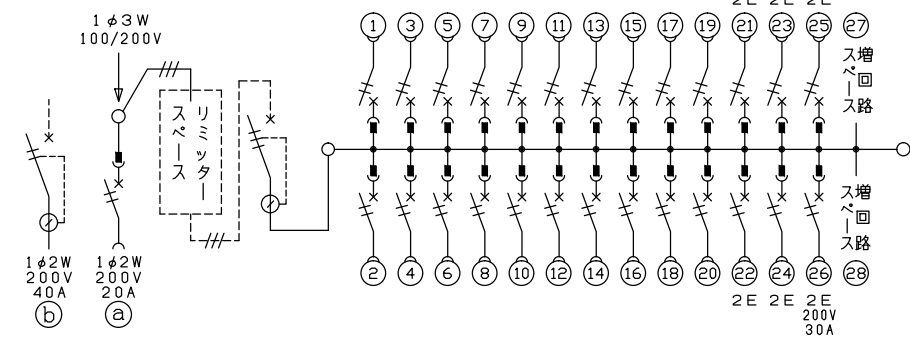 2E 2E 2E
1φ3W
100/200V
1 3 5 7 9 11 13 15 17 19 21 23 25 27
増回路
スペース
リミッター
スペース
増回路
スペース
1φ2W
200V
40A
b
1φ2W
200V
20A
a
2 4 6 8 10 12 14 16 18 20 22 24 26 28
2E 2E 2E
200V
30A